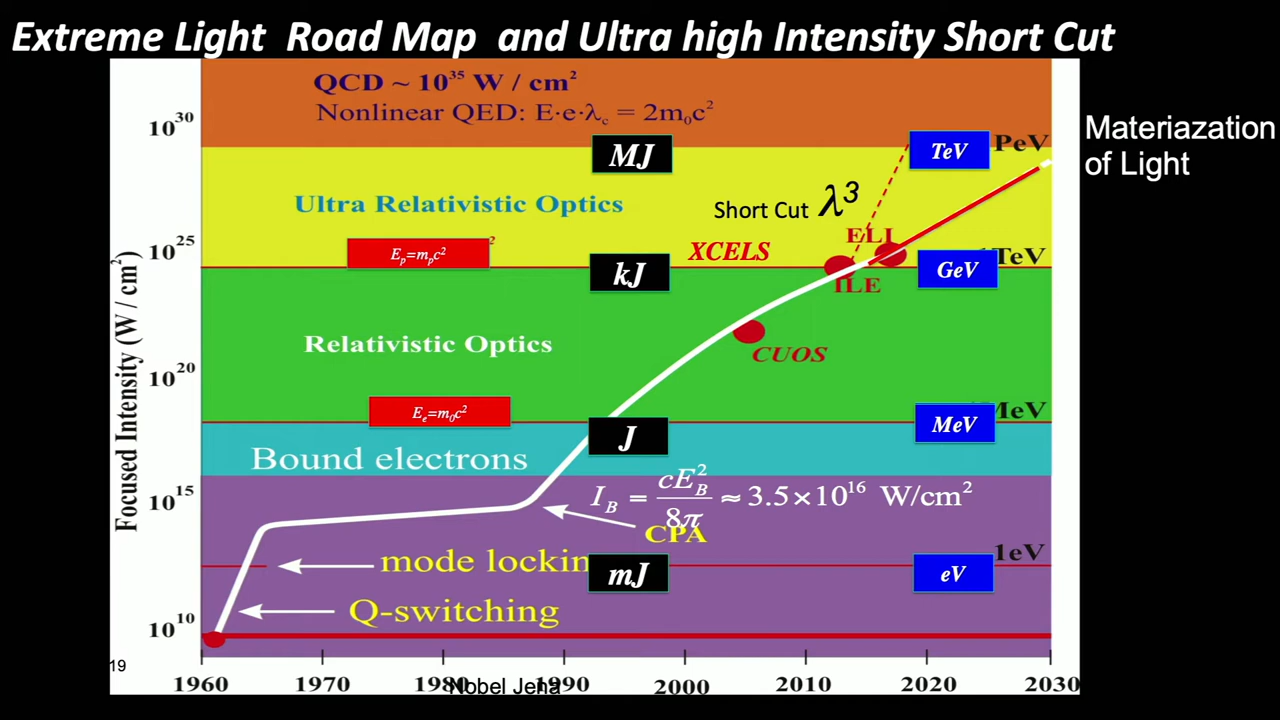 Extreme Light Road Map and Ultra high Intensity Short Cut
QCD ~ 10³⁵ W / cm²
Nonlinear QED: E·e·λc = 2m₀c²
10³⁰
MJ
TeV
PeV
Materiazation
of Light
Ultra Relativistic Optics
Short Cut λ³
ELI
10²⁵
Eₚ=mₚc²
2
XCELS
kJ
GeV
TeV
ILE
Relativistic Optics
CUOS
10²⁰
Eₑ=m₀c²
MeV
MeV
J
Bound electrons
10¹⁵
I_B = cE_B²/8π ≈ 3.5×10¹⁶ W/cm²
CPA
mode lockin
mJ
eV
1eV
Q-switching
10¹⁰
Focused Intensity (W / cm²)
19
1960 1970 1980 1990 2000 2010 2020 2030
Nobel Jena